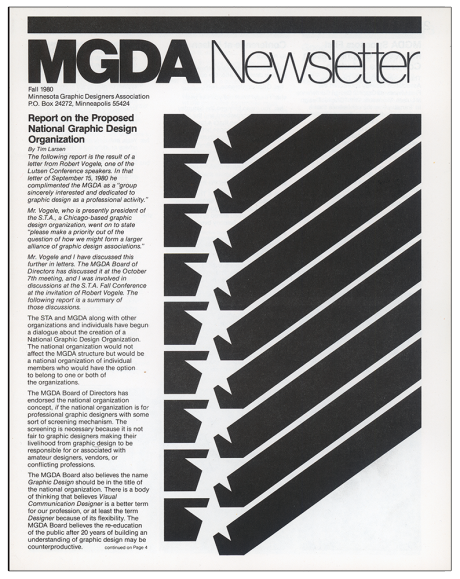 MGDA Newsletter
Fall 1980
Minnesota Graphic Designers Association
P.O. Box 24272, Minneapolis 55424
Report on the Proposed
National Graphic Design
Organization
By Tim Larsen
The following report is the result of a
letter from Robert Vogele, one of the
Lutsen Conference speakers. In that
letter of September 15, 1980 he
complimented the MGDA as a "group
sincerely interested and dedicated to
graphic design as a professional activity."
Mr. Vogele, who is presently president of
the S.T.A., a Chicago-based graphic
design organization, went on to state
"please make a priority out of the
question of how we might form a larger
alliance of graphic design associations."
Mr. Vogele and I have discussed this
further in letters. The MGDA Board of
Directors has discussed it at the October
7th meeting, and I was involved in
discussions at the S.T.A. Fall Conference
at the invitation of Robert Vogele. The
following report is a summary of
those discussions.
The STA and MGDA along with other
organizations and individuals have begun
a dialogue about the creation of a
National Graphic Design Organization.
The national organization would not
affect the MGDA structure but would be
a national organization of individual
members who would have the option
to belong to one or both of
the organizations.
The MGDA Board of Directors has
endorsed the national organization
concept, if the national organization is for
professional graphic designers with some
sort of screening mechanism. The
screening is necessary because it is not
fair to graphic designers making their
livelihood from graphic design to be
responsible for or associated with
amateur designers, vendors, or
conflicting professions.
The MGDA Board also believes the name
Graphic Design should be in the title of
the national organization. There is a body
of thinking that believes Visual
Communication Designer is a better term
for our profession, or at least the term
Designer because of its flexibility. The
MGDA Board believes the re-education
of the public after 20 years of building an
understanding of graphic design may be
counterproductive. continued on Page 4